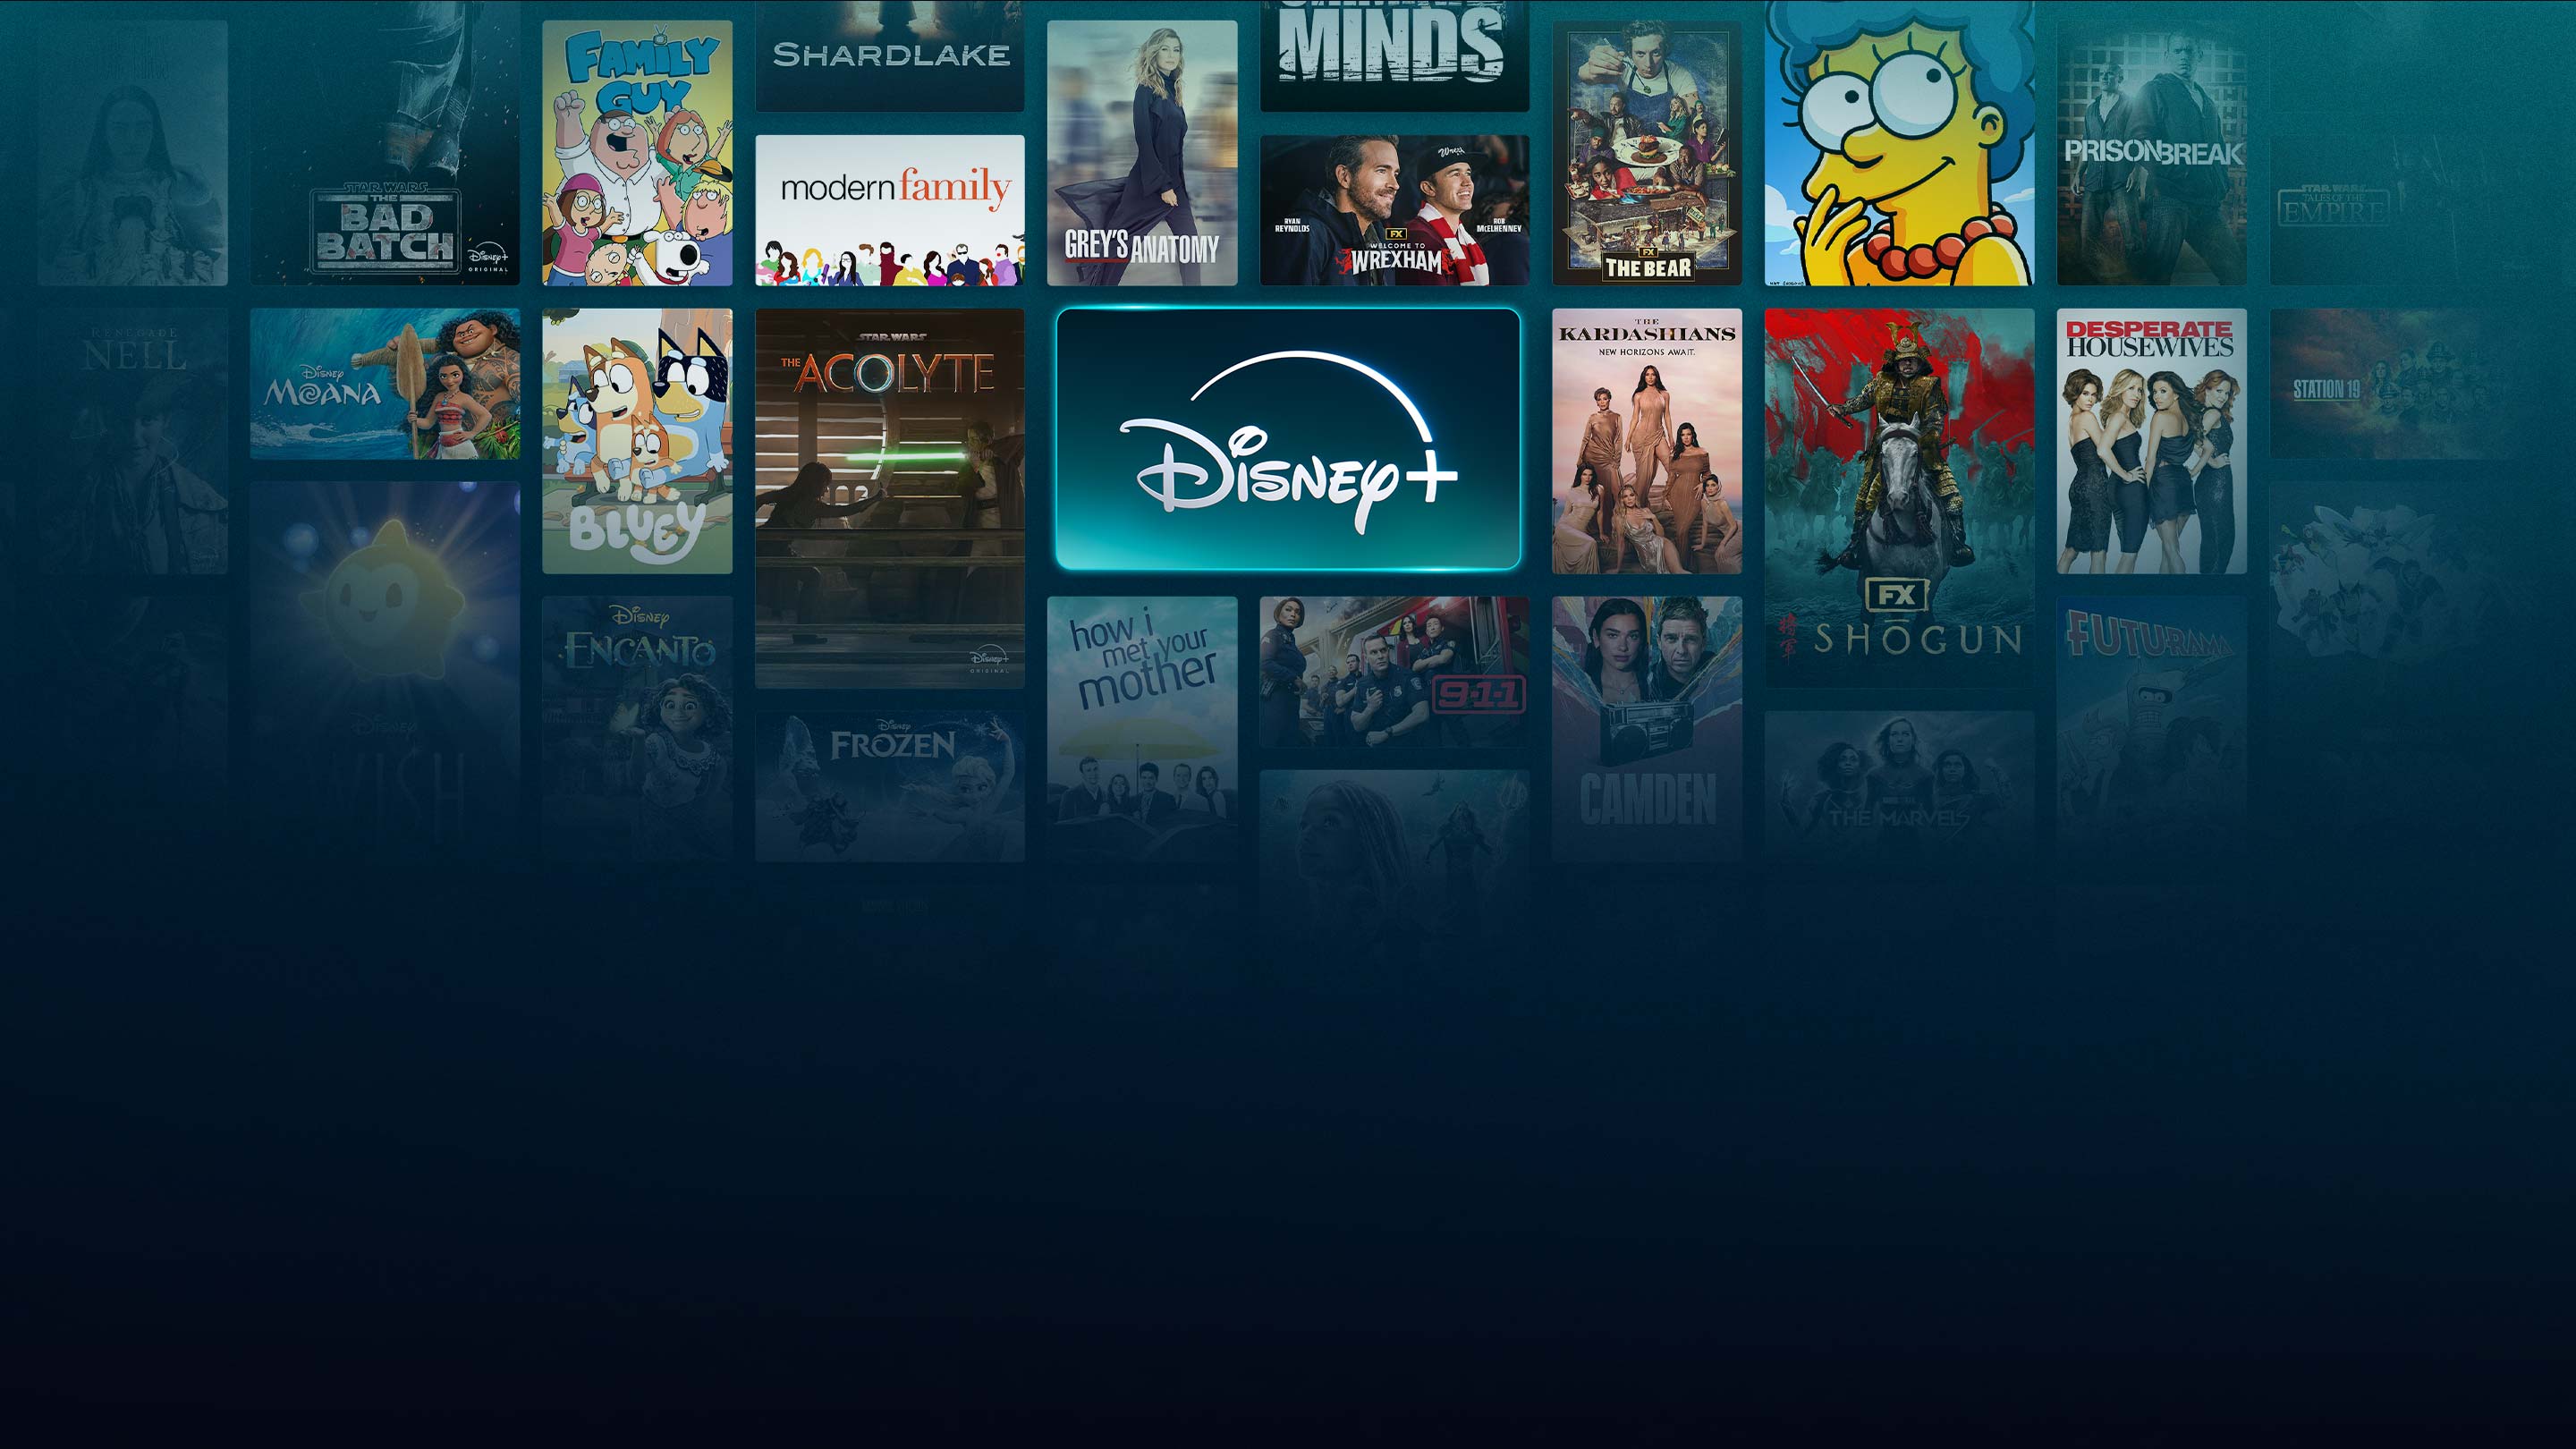 STAR WARS
THE
BAD
BATCH
Disney+
ORIGINAL
FAMILY
GUY
SHARDLAKE
modern family
GREY'S ANATOMY
MINDS
RYAN
REYNOLDS
ROB
McELHENNEY
FX
WELCOME TO
WREXHAM
FX
THE BEAR
PRISON BREAK
STAR WARS
TALES OF THE
EMPIRE
RENEGADE
NELL
Disney
MOANA
BLUEY
STAR WARS
THE ACOLYTE
Disney+
ORIGINAL
Disney+
THE
KARDASHIANS
NEW HORIZONS AWAIT.
FX
将軍
SHŌGUN
DESPERATE
HOUSEWIVES
STATION 19
Disney
WISH
Disney
ENCANTO
Disney
FROZEN
how i
met your
mother
9-1-1
CAMDEN
THE MARVELS
FUTURAMA